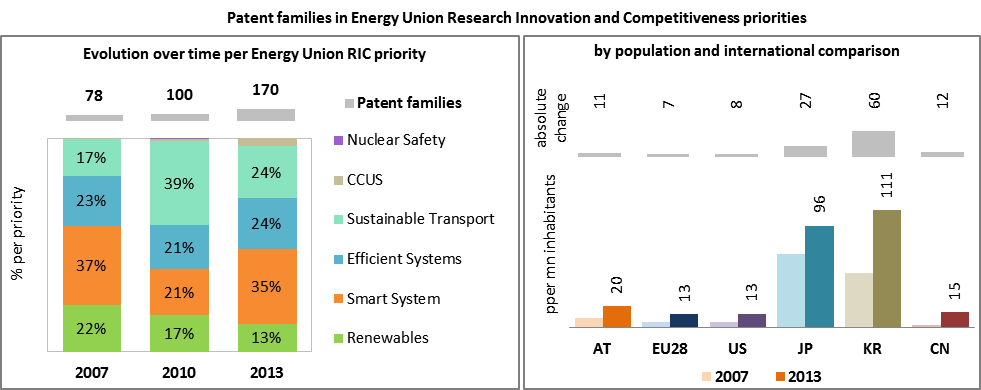 Patent families in Energy Union Research Innovation and Competitiveness priorities
Evolution over time per Energy Union RIC priority
78 100 170
Patent families
Nuclear Safety
CCUS
Sustainable Transport
Efficient Systems
Smart System
Renewables
% per priority
17% 39% 24%
23% 21% 24%
37% 21% 35%
22% 17% 13%
2007 2010 2013
by population and international comparison
absolute
change
11 7 8 27 60 12
pper mn inhabitants
20 13 13 96 111 15
AT EU28 US JP KR CN
2007 2013